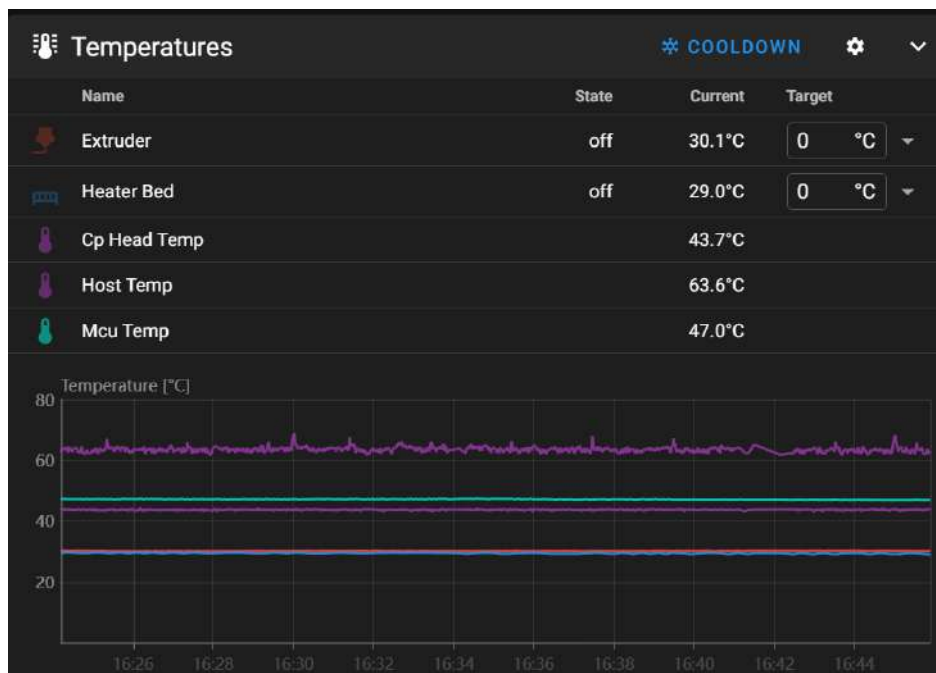 Temperatures COOLDOWN
Name State Current Target
Extruder off 30.1°C 0 °C
Heater Bed off 29.0°C 0 °C
Cp Head Temp 43.7°C
Host Temp 63.6°C
Mcu Temp 47.0°C
Temperature [°C]
80
60
40
20
16:26 16:28 16:30 16:32 16:34 16:36 16:38 16:40 16:42 16:44